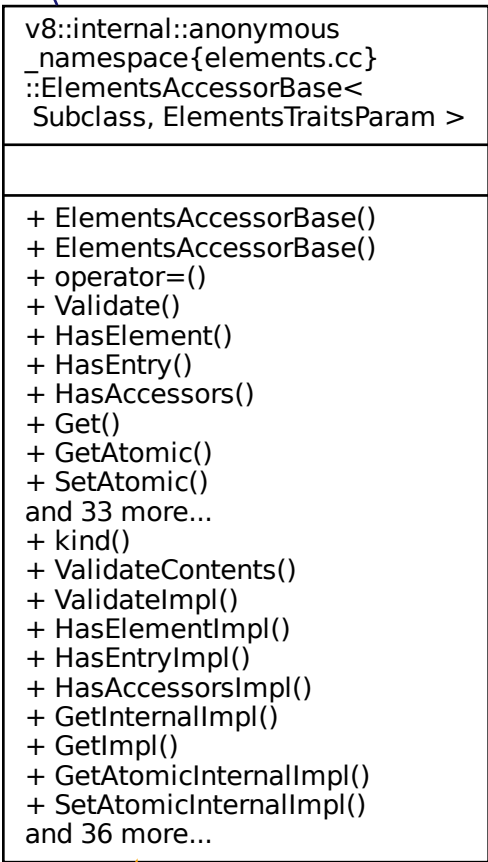 v8::internal::anonymous
_namespace{elements.cc}
::ElementsAccessorBase<
Subclass, ElementsTraitsParam >
+ ElementsAccessorBase()
+ ElementsAccessorBase()
+ operator=()
+ Validate()
+ HasElement()
+ HasEntry()
+ HasAccessors()
+ Get()
+ GetAtomic()
+ SetAtomic()
and 33 more...
+ kind()
+ ValidateContents()
+ ValidateImpl()
+ HasElementImpl()
+ HasEntryImpl()
+ HasAccessorsImpl()
+ GetInternalImpl()
+ GetImpl()
+ GetAtomicInternalImpl()
+ SetAtomicInternalImpl()
and 36 more...